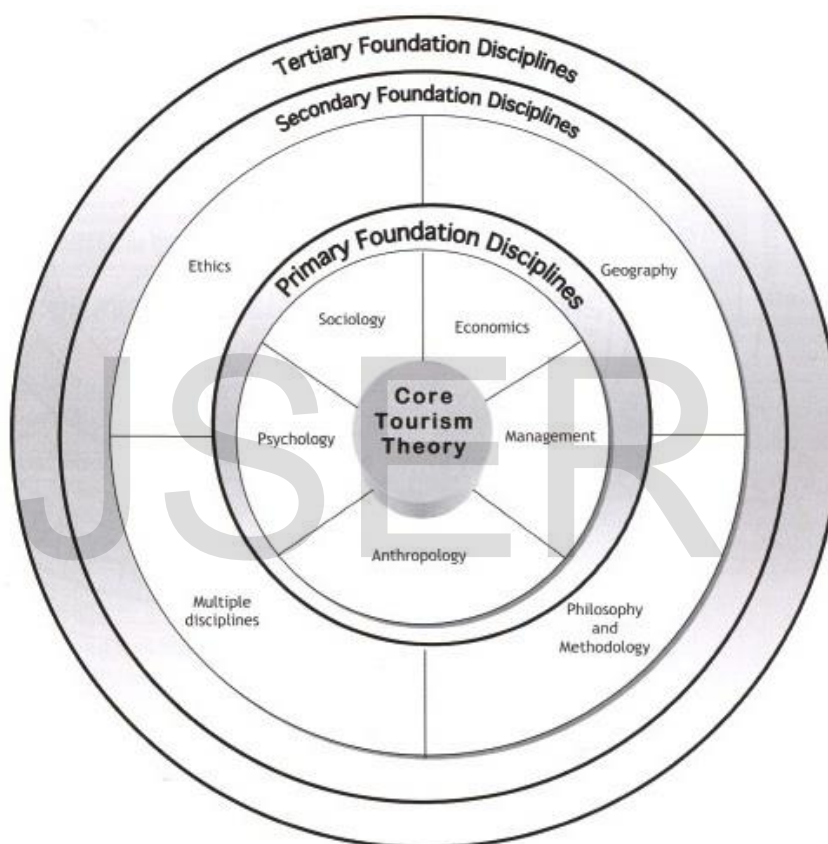 Tertiary Foundation Disciplines
Secondary Foundation Disciplines
Primary Foundation Disciplines
Ethics
Geography
Sociology
Economics
Core
Tourism
Theory
Psychology
Management
Anthropology
Multiple
disciplines
Philosophy
and
Methodology
JSER